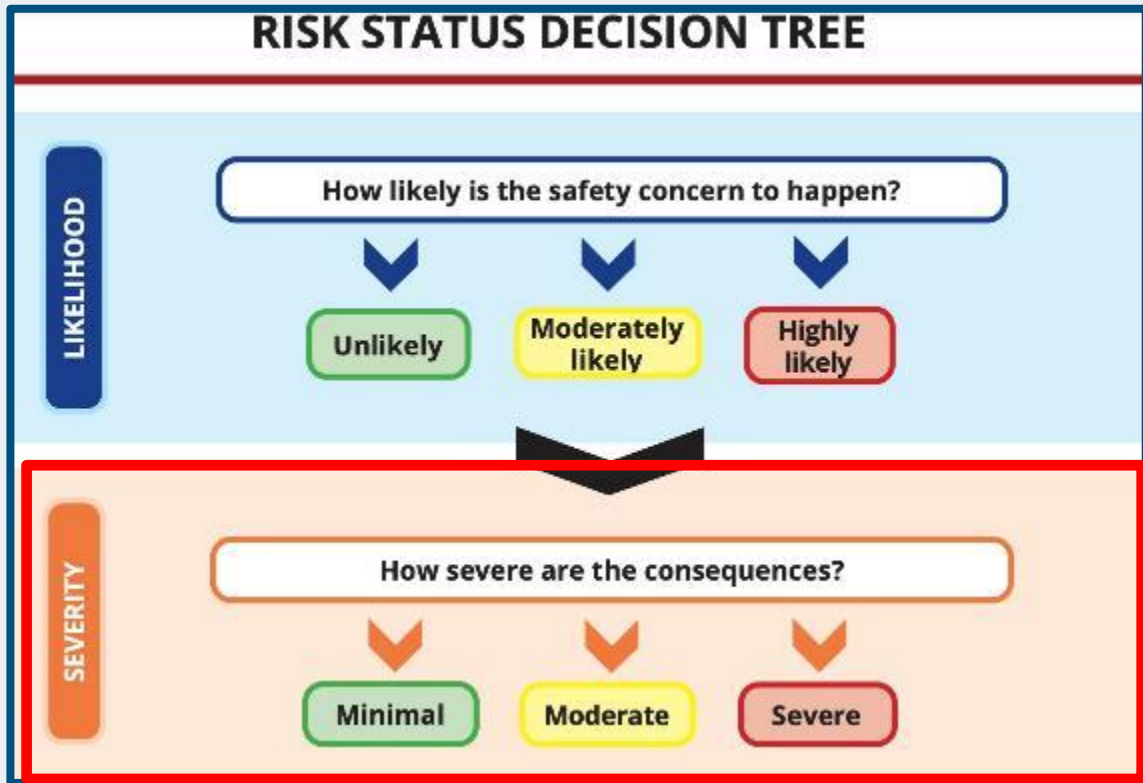 RISK STATUS DECISION TREE
LIKELIHOOD
How likely is the safety concern to happen?
Unlikely
Moderately
likely
Highly
likely
SEVERITY
How severe are the consequences?
Minimal
Moderate
Severe